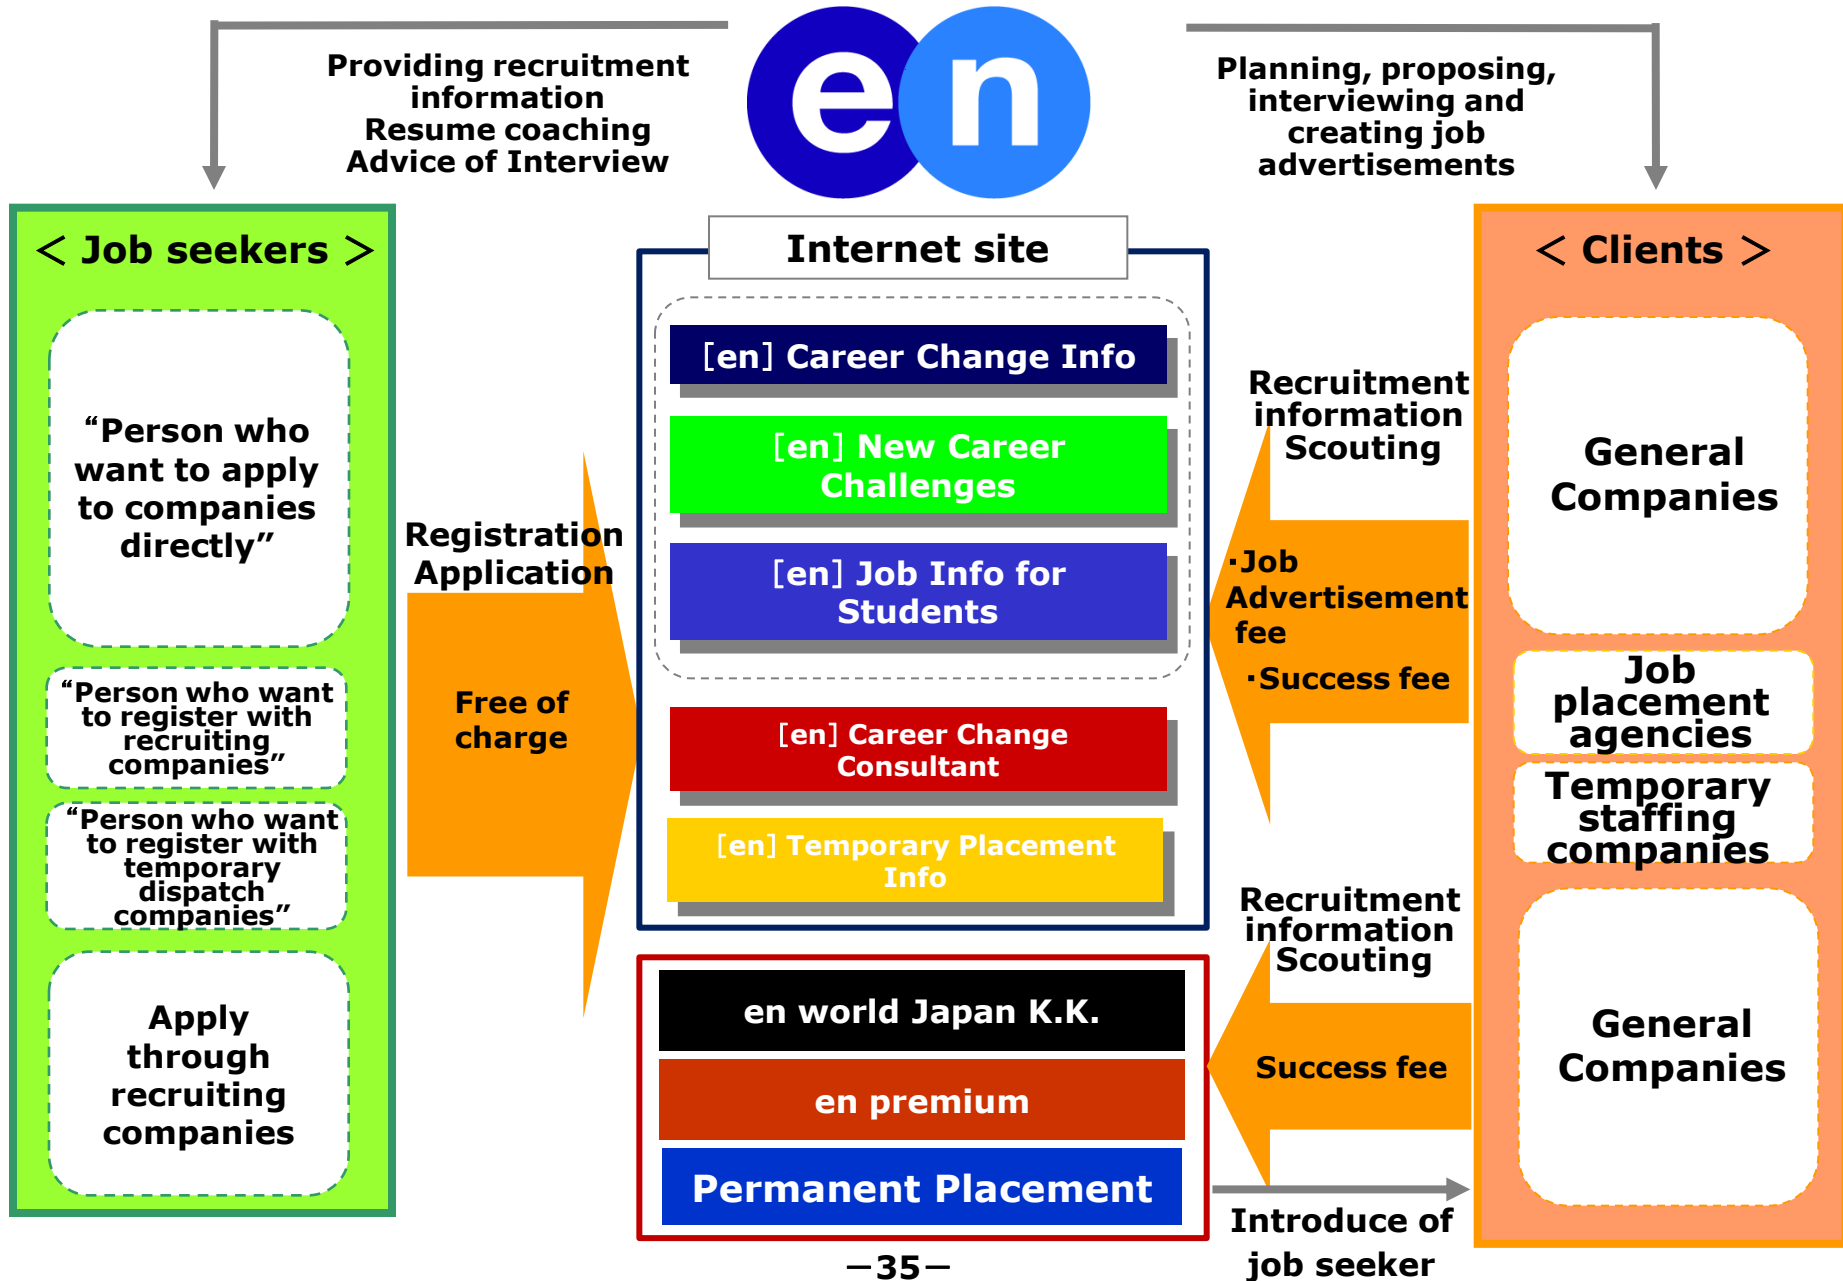 en
Providing recruitment
information
Resume coaching
Advice of Interview
Planning, proposing,
interviewing and
creating job
advertisements
＜ Job seekers ＞
“Person who
want to apply
to companies
directly”
“Person who want
to register with
recruiting
companies”
“Person who want
to register with
temporary
dispatch
companies”
Apply
through
recruiting
companies
Registration
Application
Free of
charge
Internet site
[en] Career Change Info
[en] New Career
Challenges
[en] Job Info for
Students
[en] Career Change
Consultant
[en] Temporary Placement
Info
en world Japan K.K.
en premium
Permanent Placement
Recruitment
information
Scouting
・Job
Advertisement
fee
・Success fee
Recruitment
information
Scouting
Success fee
Introduce of
job seeker
＜ Clients ＞
General
Companies
Job
placement
agencies
Temporary
staffing
companies
General
Companies
－35－